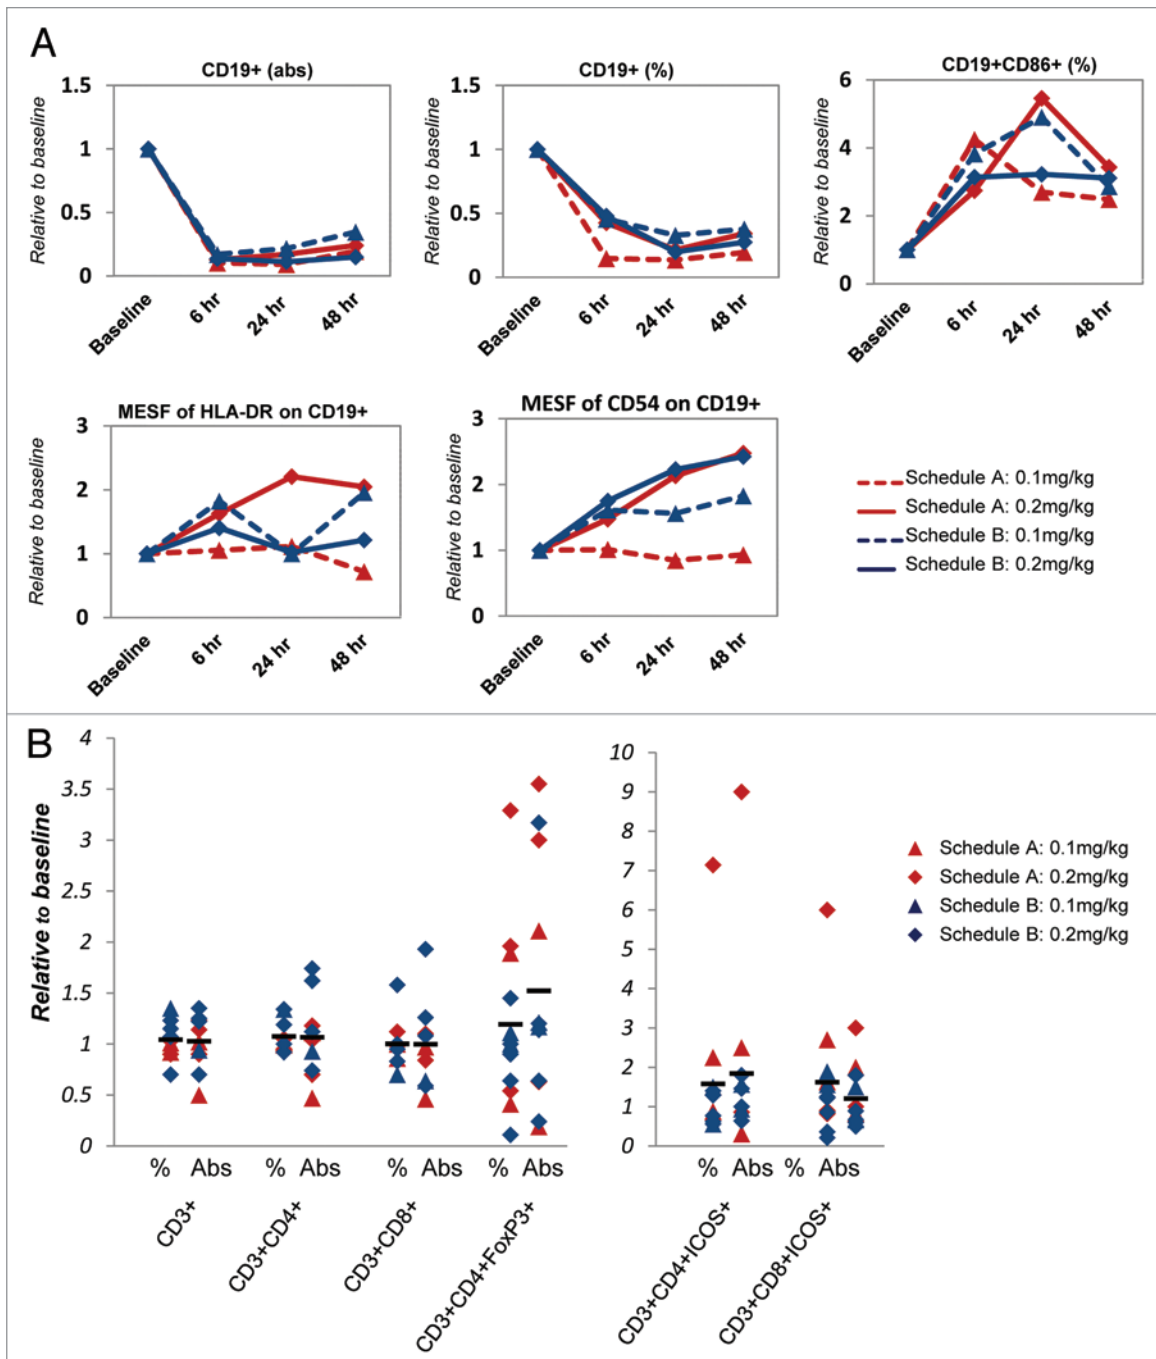 A
CD19+ (abs)
CD19+ (%)
CD19+CD86+ (%)
Relative to baseline
1.5
1
0.5
0
Baseline
6 hr
24 hr
48 hr
Relative to baseline
1.5
1
0.5
0
Baseline
6 hr
24 hr
48 hr
Relative to baseline
6
4
2
0
Baseline
6 hr
24 hr
48 hr
MESF of HLA-DR on CD19+
Relative to baseline
3
2
1
0
Baseline
6 hr
24 hr
48 hr
MESF of CD54 on CD19+
Relative to baseline
3
2
1
0
Baseline
6 hr
24 hr
48 hr
Schedule A: 0.1mg/kg
Schedule A: 0.2mg/kg
Schedule B: 0.1mg/kg
Schedule B: 0.2mg/kg
B
Relative to baseline
4
3.5
3
2.5
2
1.5
1
0.5
0
% Abs
% Abs
% Abs
% Abs
CD3+
CD3+CD4+
CD3+CD8+
CD3+CD4+FoxP3+
10
9
8
7
6
5
4
3
2
1
0
% Abs
% Abs
CD3+CD4+ICOS+
CD3+CD8+ICOS+
Schedule A: 0.1mg/kg
Schedule A: 0.2mg/kg
Schedule B: 0.1mg/kg
Schedule B: 0.2mg/kg